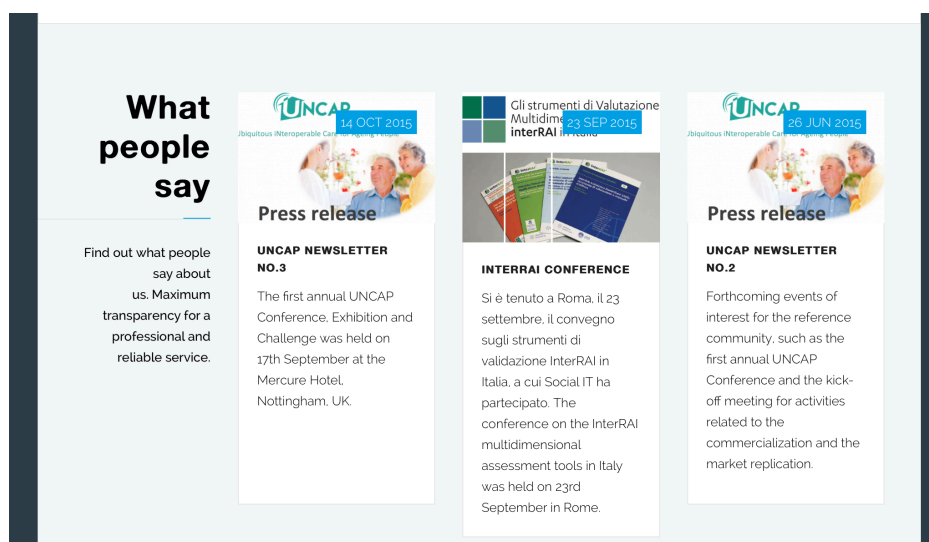 What
people
say
Find out what people
say about
us. Maximum
transparency for a
professional and
reliable service.
UNCAP
14 OCT 2015
Ubiquitous iNteroperable Care for Ageing People
Press release
UNCAP NEWSLETTER
NO.3
The first annual UNCAP
Conference, Exhibition and
Challenge was held on
17th September at the
Mercure Hotel,
Nottingham, UK.
Gli strumenti di Valutazione
23 SEP 2015
interRAI in Italia
INTERRAI CONFERENCE
Si è tenuto a Roma, il 23
settembre, il convegno
sugli strumenti di
validazione InterRAI in
Italia, a cui Social IT ha
partecipato. The
conference on the InterRAI
multidimensional
assessment tools in Italy
was held on 23rd
September in Rome.
UNCAP
26 JUN 2015
Ubiquitous iNteroperable Care for Ageing People
Press release
UNCAP NEWSLETTER
NO.2
Forthcoming events of
interest for the reference
community, such as the
first annual UNCAP
Conference and the kick-
off meeting for activities
related to the
commercialization and the
market replication.